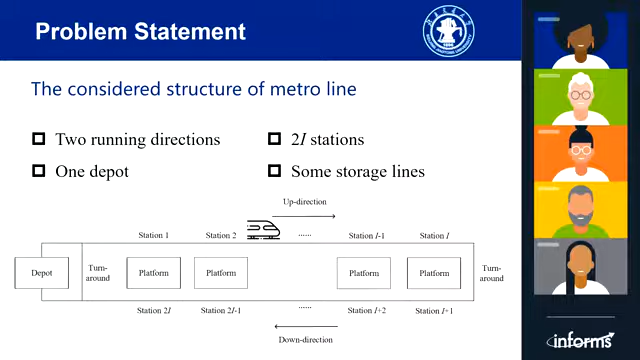 Problem Statement
The considered structure of metro line
Two running directions
2I stations
One depot
Some storage lines
Up-direction
Station 1
Station 2
......
Station I-1
Station I
Depot
Turn-around
Platform
Platform
Platform
Platform
Turn-around
Station 2I
Station 2I-1
......
Station I+2
Station I+1
Down-direction
informs